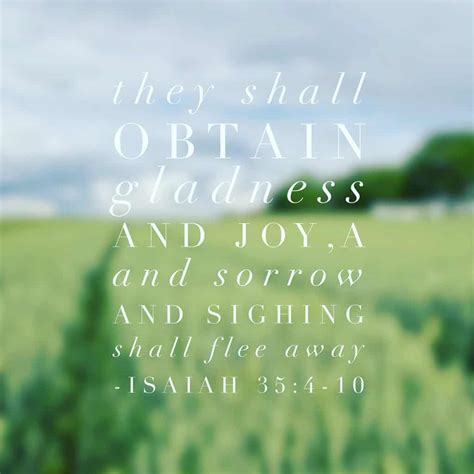 they shall
OBTAIN
gladness
AND JOY,A
and sorrow
AND SIGHING
shall flee away
-ISAIAH 35:4-10